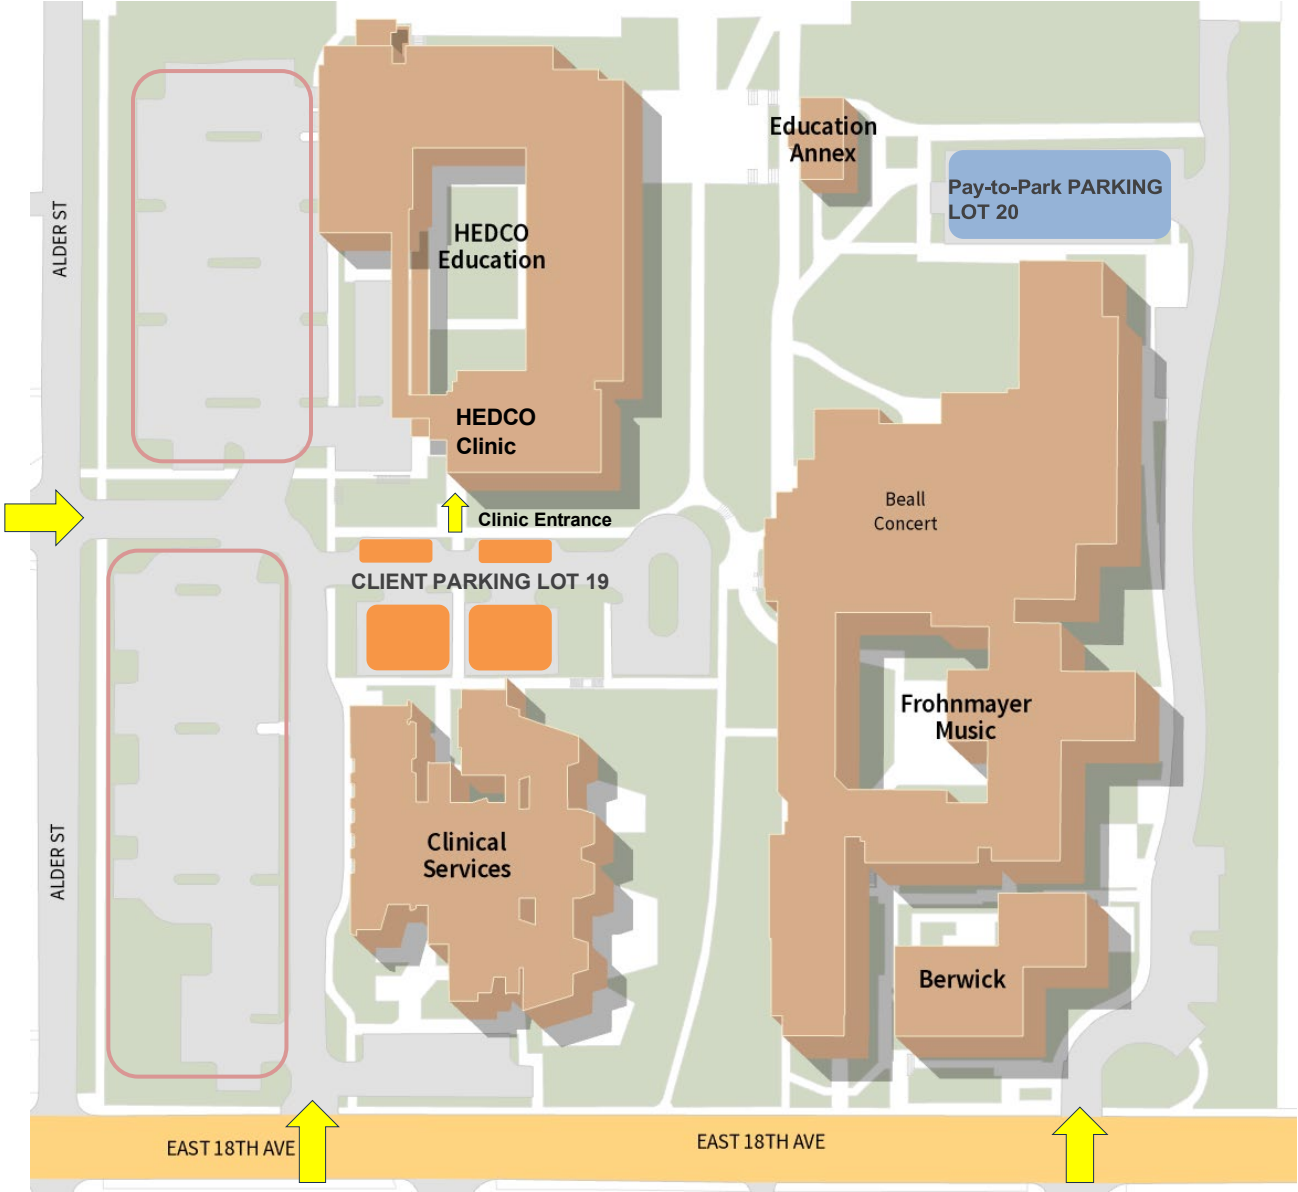 Education
Annex
Pay-to-Park PARKING
LOT 20
ALDER ST
HEDCO
Education
HEDCO
Clinic
Beall
Concert
Clinic Entrance
CLIENT PARKING LOT 19
Frohnmayer
Music
ALDER ST
Clinical
Services
Berwick
EAST 18TH AVE
EAST 18TH AVE